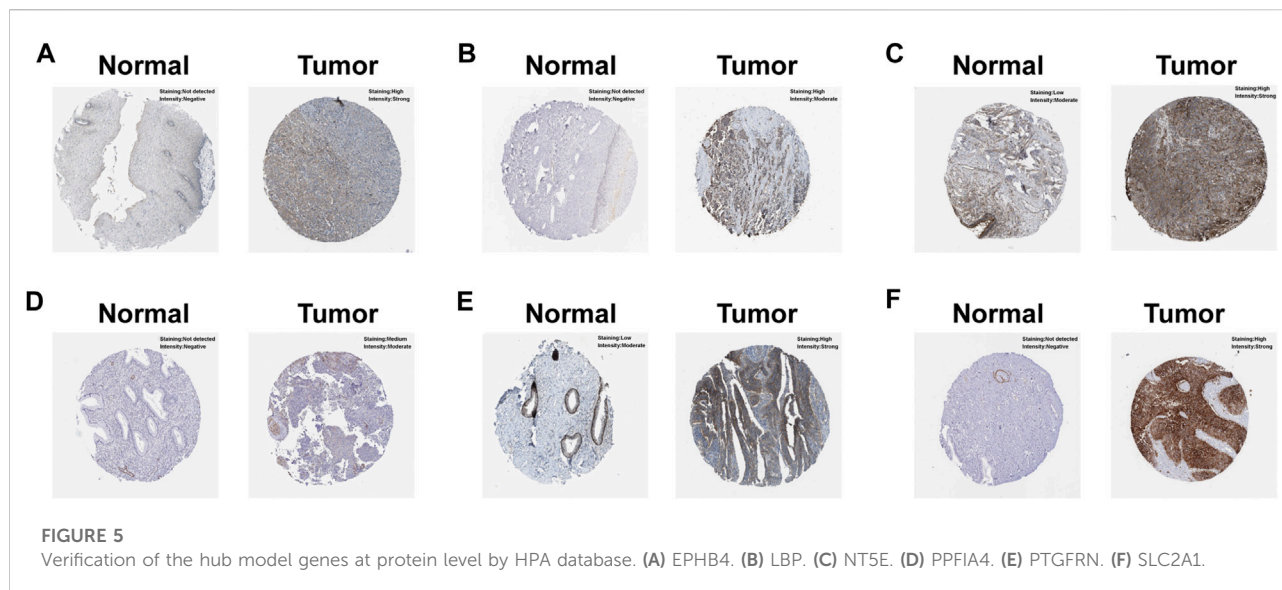 A
Normal
Tumor
Staining:Not detected
Intensity:Negative
Staining:High
Intensity:Strong
B
Normal
Tumor
Staining:Not detected
Intensity:Negative
Staining:High
Intensity:Moderate
C
Normal
Tumor
Staining:Low
Intensity:Moderate
Staining:High
Intensity:Strong
D
Normal
Tumor
Staining:Not detected
Intensity:Negative
Staining:Medium
Intensity:Moderate
E
Normal
Tumor
Staining:Low
Intensity:Moderate
Staining:High
Intensity:Strong
F
Normal
Tumor
Staining:Not detected
Intensity:Negative
Staining:High
Intensity:Strong
FIGURE 5
Verification of the hub model genes at protein level by HPA database. (A) EPHB4. (B) LBP. (C) NT5E. (D) PPFIA4. (E) PTGFRN. (F) SLC2A1.